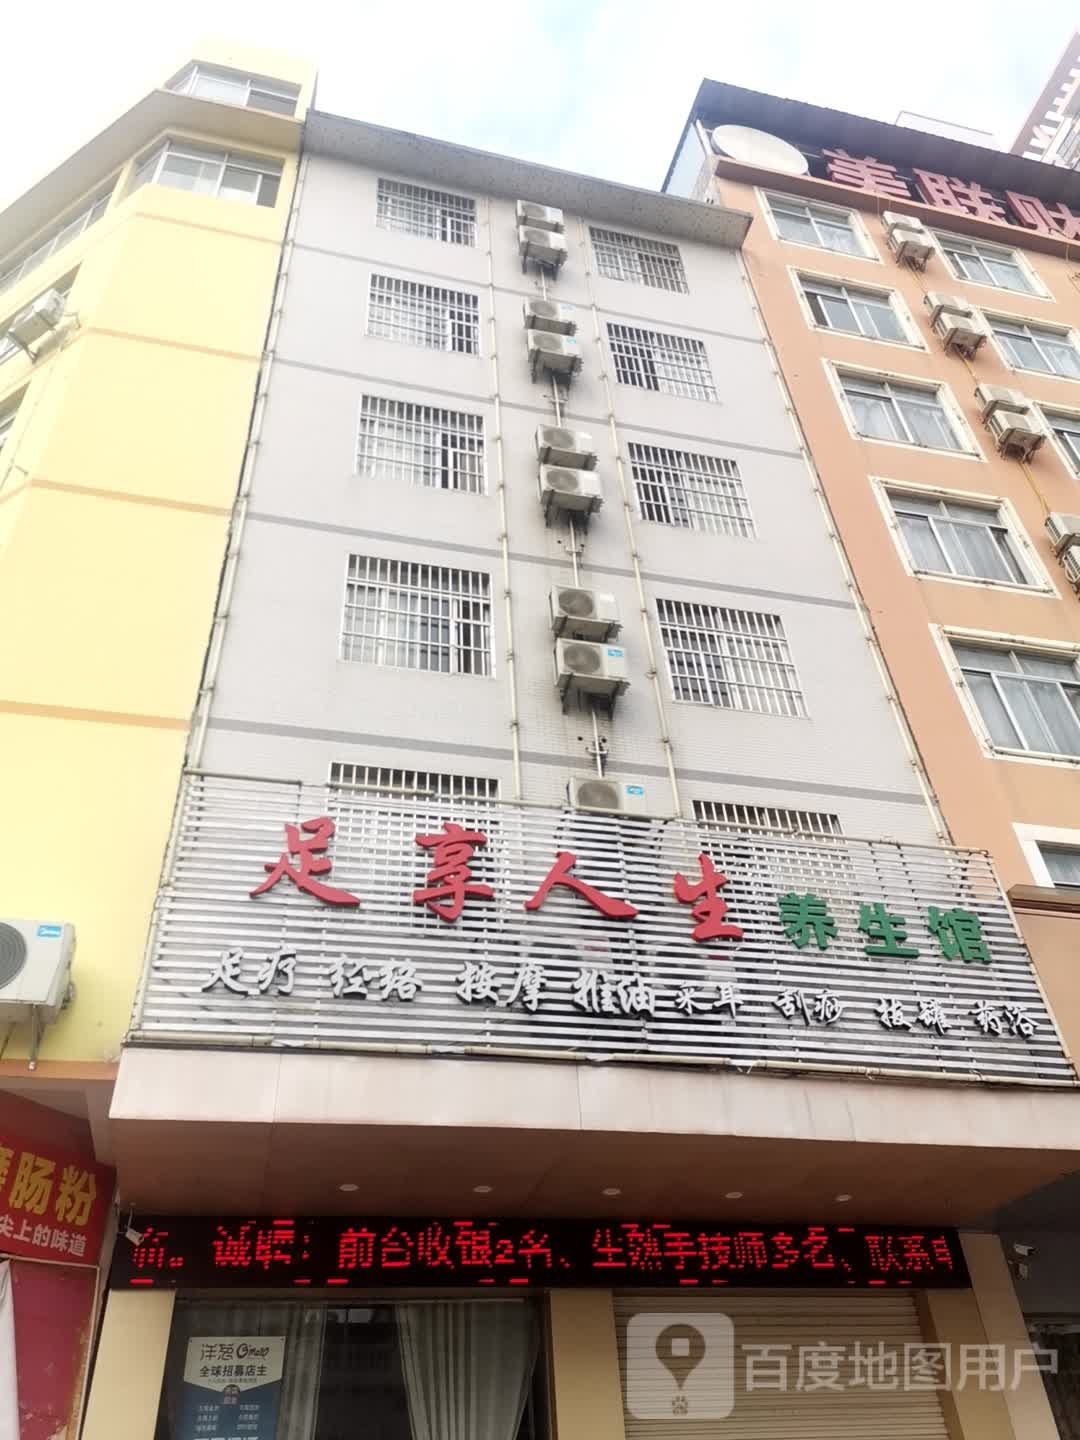 美联财
足享人生 养生馆
足疗 经络 按摩 推油 采耳 刮痧 拔罐 药浴
肠粉
尖上的味道
诚聘：前台收银2名、生熟手技师多名、联系电
洋葱 Omall
全球招募店主
百度地图用户